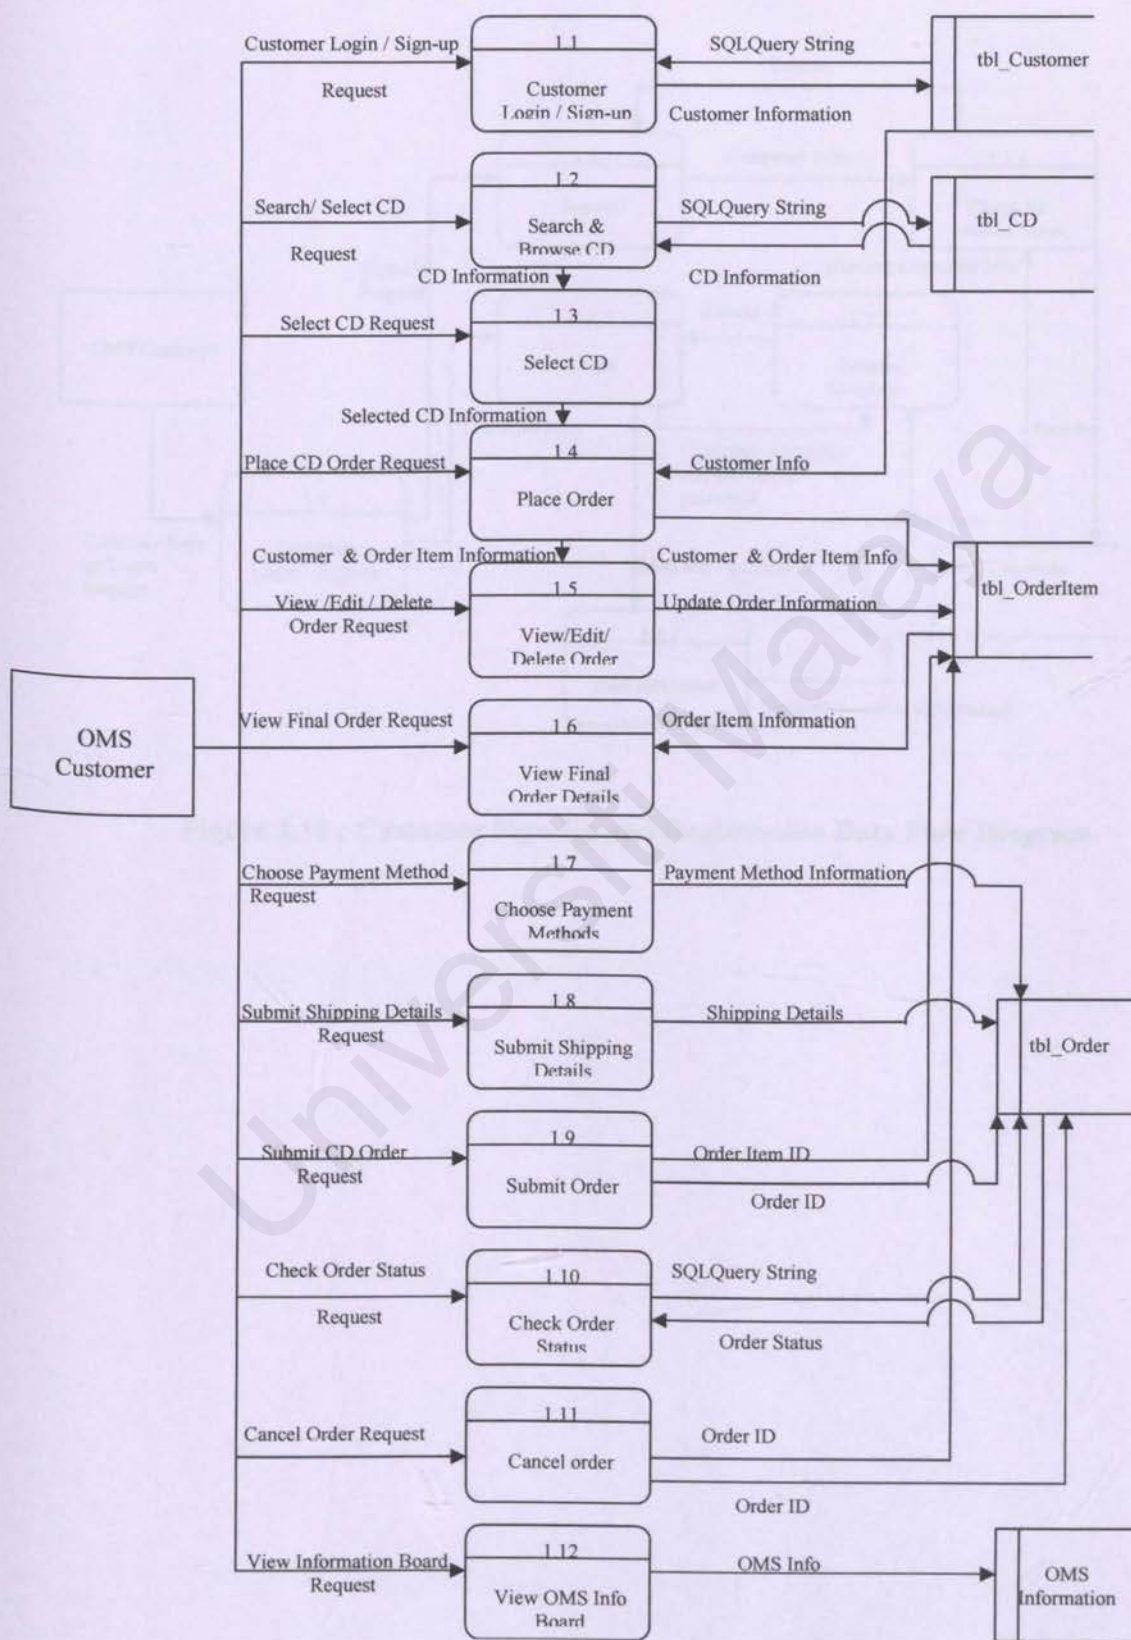 Customer Login / Sign-up
Request
1.1
Customer
Login / Sign-up
SQLQuery String
Customer Information
tbl_Customer
Search/ Select CD
Request
1.2
Search &
Browse CD
SQLQuery String
CD Information
tbl_CD
CD Information
Select CD Request
1.3
Select CD
Selected CD Information
Place CD Order Request
1.4
Place Order
Customer Info
Customer & Order Item Information
Customer & Order Item Info
tbl_OrderItem
View /Edit / Delete
Order Request
1.5
View/Edit/
Delete Order
Update Order Information
OMS
Customer
View Final Order Request
1.6
View Final
Order Details
Order Item Information
Choose Payment Method
Request
1.7
Choose Payment
Methods
Payment Method Information
Submit Shipping Details
Request
1.8
Submit Shipping
Details
Shipping Details
tbl_Order
Submit CD Order
Request
1.9
Submit Order
Order Item ID
Order ID
Check Order Status
Request
1.10
Check Order
Status
SQLQuery String
Order Status
Cancel Order Request
1.11
Cancel order
Order ID
Order ID
View Information Board
Request
1.12
View OMS Info
Board
OMS Info
OMS
Information
University Malaya